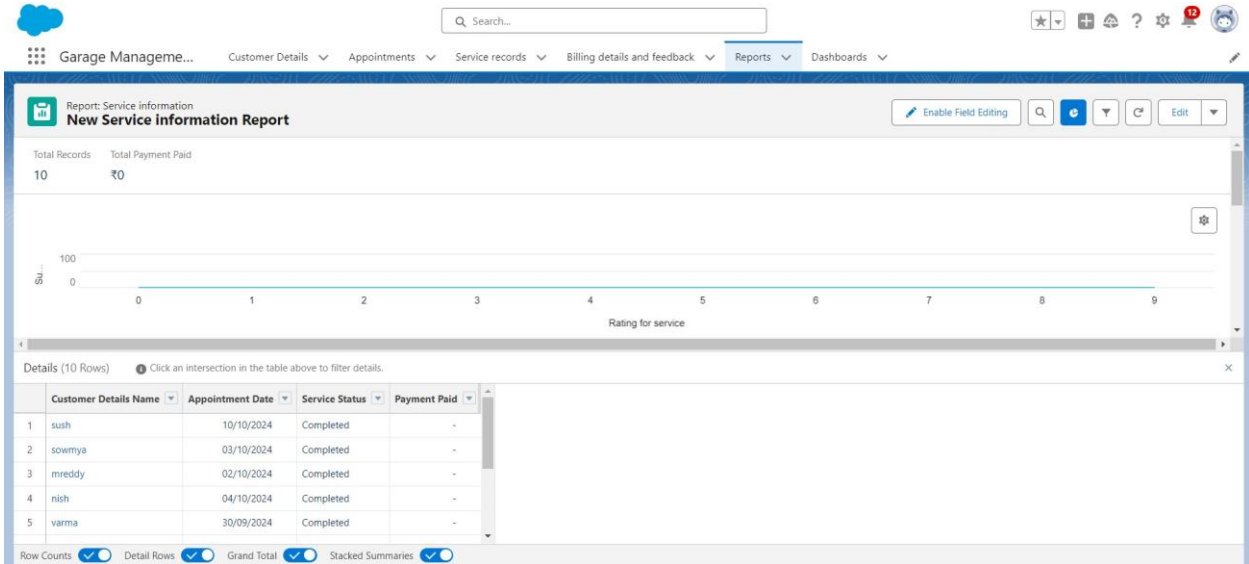 Search...
12
Garage Manageme... Customer Details Appointments Service records Billing details and feedback Reports Dashboards
Report: Service information
New Service information Report
Enable Field Editing Edit
Total Records Total Payment Paid
10 ₹0
100
Su...
0
0 1 2 3 4 5 6 7 8 9
Rating for service
Details (10 Rows) Click an intersection in the table above to filter details.
Customer Details Name Appointment Date Service Status Payment Paid
1 sush 10/10/2024 Completed -
2 sowmya 03/10/2024 Completed -
3 mreddy 02/10/2024 Completed -
4 nish 04/10/2024 Completed -
5 varma 30/09/2024 Completed -
Row Counts Detail Rows Grand Total Stacked Summaries